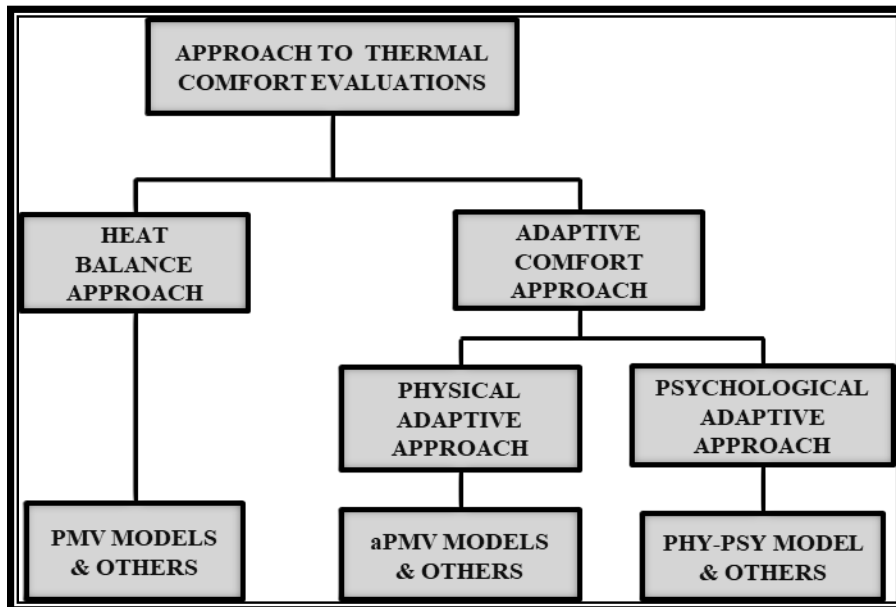 APPROACH TO THERMAL
COMFORT EVALUATIONS
HEAT
BALANCE
APPROACH
ADAPTIVE
COMFORT
APPROACH
PHYSICAL
ADAPTIVE
APPROACH
PSYCHOLOGICAL
ADAPTIVE
APPROACH
PMV MODELS
& OTHERS
aPMV MODELS
& OTHERS
PHY-PSY MODEL
& OTHERS